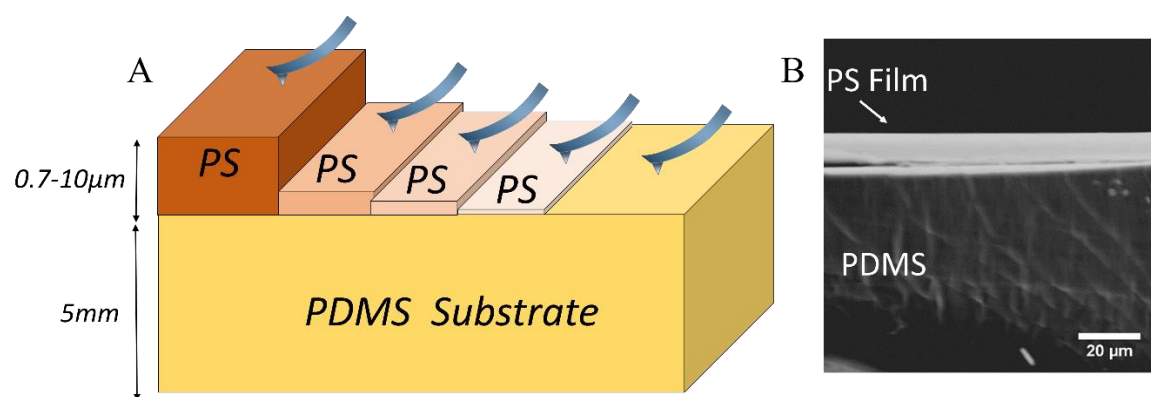 A
PS
PS
PS
PS
0.7-10μm
5mm
PDMS Substrate
B
PS Film
PDMS
20 μm